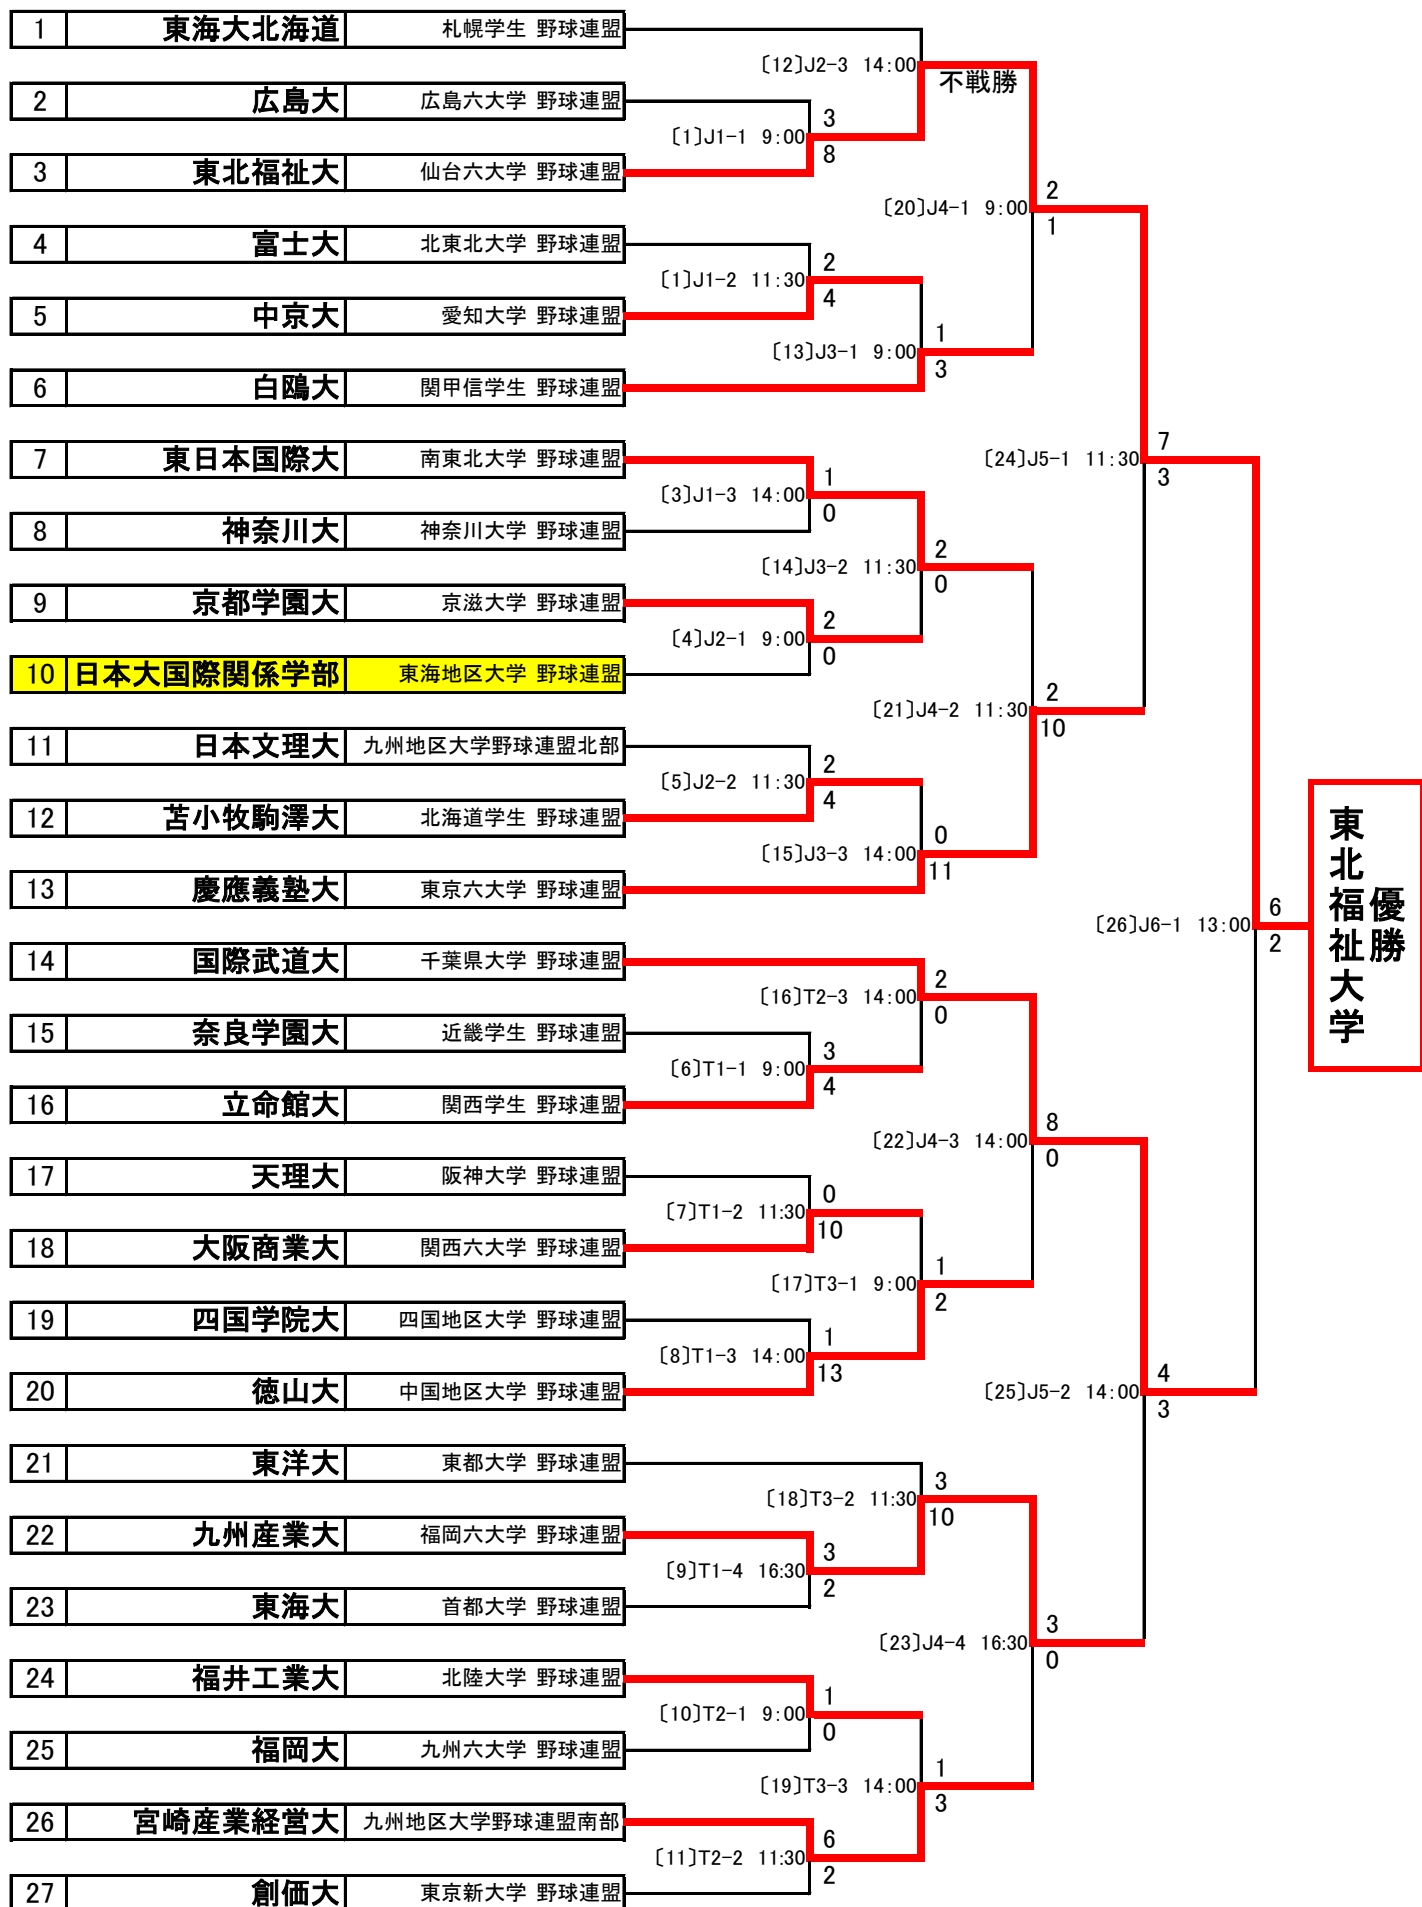 1 東海大北海道 札幌学生 野球連盟
〔12〕J2-3 14:00
不戦勝
2 広島大 広島六大学 野球連盟
3
〔1〕J1-1 9:00
8
3 東北福祉大 仙台六大学 野球連盟
2
〔20〕J4-1 9:00
1
4 富士大 北東北大学 野球連盟
2
〔1〕J1-2 11:30
4
5 中京大 愛知大学 野球連盟
1
〔13〕J3-1 9:00
3
6 白鴎大 関甲信学生 野球連盟
7
7 東日本国際大 南東北大学 野球連盟
〔24〕J5-1 11:30
3
1
〔3〕J1-3 14:00
0
8 神奈川大 神奈川大学 野球連盟
2
〔14〕J3-2 11:30
0
9 京都学園大 京滋大学 野球連盟
2
〔4〕J2-1 9:00
0
10 日本大国際関係学部 東海地区大学 野球連盟
2
〔21〕J4-2 11:30
10
11 日本文理大 九州地区大学野球連盟北部
2
〔5〕J2-2 11:30
4
12 苫小牧駒澤大 北海道学生 野球連盟
0
〔15〕J3-3 14:00
11
13 慶應義塾大 東京六大学 野球連盟
6
〔26〕J6-1 13:00
2
優勝
東北福祉大学
14 国際武道大 千葉県大学 野球連盟
2
〔16〕T2-3 14:00
0
15 奈良学園大 近畿学生 野球連盟
3
〔6〕T1-1 9:00
4
16 立命館大 関西学生 野球連盟
8
〔22〕J4-3 14:00
0
17 天理大 阪神大学 野球連盟
0
〔7〕T1-2 11:30
10
18 大阪商業大 関西六大学 野球連盟
1
〔17〕T3-1 9:00
2
19 四国学院大 四国地区大学 野球連盟
1
〔8〕T1-3 14:00
13
20 徳山大 中国地区大学 野球連盟
4
〔25〕J5-2 14:00
3
21 東洋大 東都大学 野球連盟
3
〔18〕T3-2 11:30
10
22 九州産業大 福岡六大学 野球連盟
3
〔9〕T1-4 16:30
2
23 東海大 首都大学 野球連盟
3
〔23〕J4-4 16:30
0
24 福井工業大 北陸大学 野球連盟
1
〔10〕T2-1 9:00
0
25 福岡大 九州六大学 野球連盟
1
〔19〕T3-3 14:00
3
26 宮崎産業経営大 九州地区大学野球連盟南部
6
〔11〕T2-2 11:30
2
27 創価大 東京新大学 野球連盟